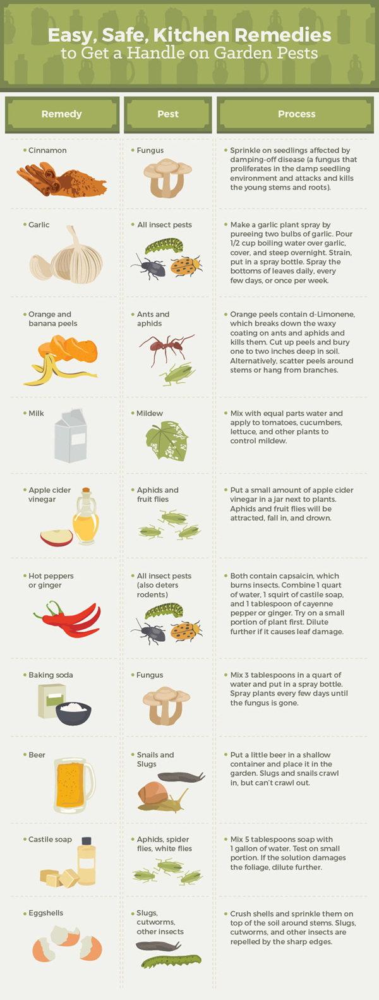 Easy, Safe, Kitchen Remedies
to Get a Handle on Garden Pests
Remedy
Pest
Process
• Cinnamon
• Fungus
• Sprinkle on seedlings affected by
damping-off disease (a fungus that
proliferates in the damp seedling
environment and attacks and kills
the young stems and roots).
• Garlic
• All insect pests
• Make a garlic plant spray by
pureeing two bulbs of garlic. Pour
1/2 cup boiling water over garlic,
cover, and steep overnight. Strain,
put in a spray bottle. Spray the
bottoms of leaves daily, every
few days, or once per week.
• Orange and
banana peels
• Ants and
aphids
• Orange peels contain d-Limonene,
which breaks down the waxy
coating on ants and aphids and
kills them. Cut up peels and bury
one to two inches deep in soil.
Alternatively, scatter peels around
stems or hang from branches.
• Milk
• Mildew
• Mix with equal parts water and
apply to tomatoes, cucumbers,
lettuce, and other plants to
control mildew.
• Apple cider
vinegar
• Aphids and
fruit flies
• Put a small amount of apple cider
vinegar in a jar next to plants.
Aphids and fruit flies will be
attracted, fall in, and drown.
• Hot peppers
or ginger
• All insect pests
(also deters
rodents)
• Both contain capsaicin, which
burns insects. Combine 1 quart
of water, 1 squirt of castile soap,
and 1 tablespoon of cayenne
pepper or ginger. Try on a small
portion of plant first. Dilute
further if it causes leaf damage.
• Baking soda
• Fungus
• Mix 3 tablespoons in a quart of
water and put in a spray bottle.
Spray plants every few days until
the fungus is gone.
• Beer
• Snails and
Slugs
• Put a little beer in a shallow
container and place it in the
garden. Slugs and snails crawl
in, but can't crawl out.
• Castile soap
• Aphids, spider
flies, white flies
• Mix 5 tablespoons soap with
1 gallon of water. Test on small
portion. If the solution damages
the foliage, dilute further.
• Eggshells
• Slugs,
cutworms,
other insects
• Crush shells and sprinkle them on
top of the soil around stems. Slugs,
cutworms, and other insects are
repelled by the sharp edges.